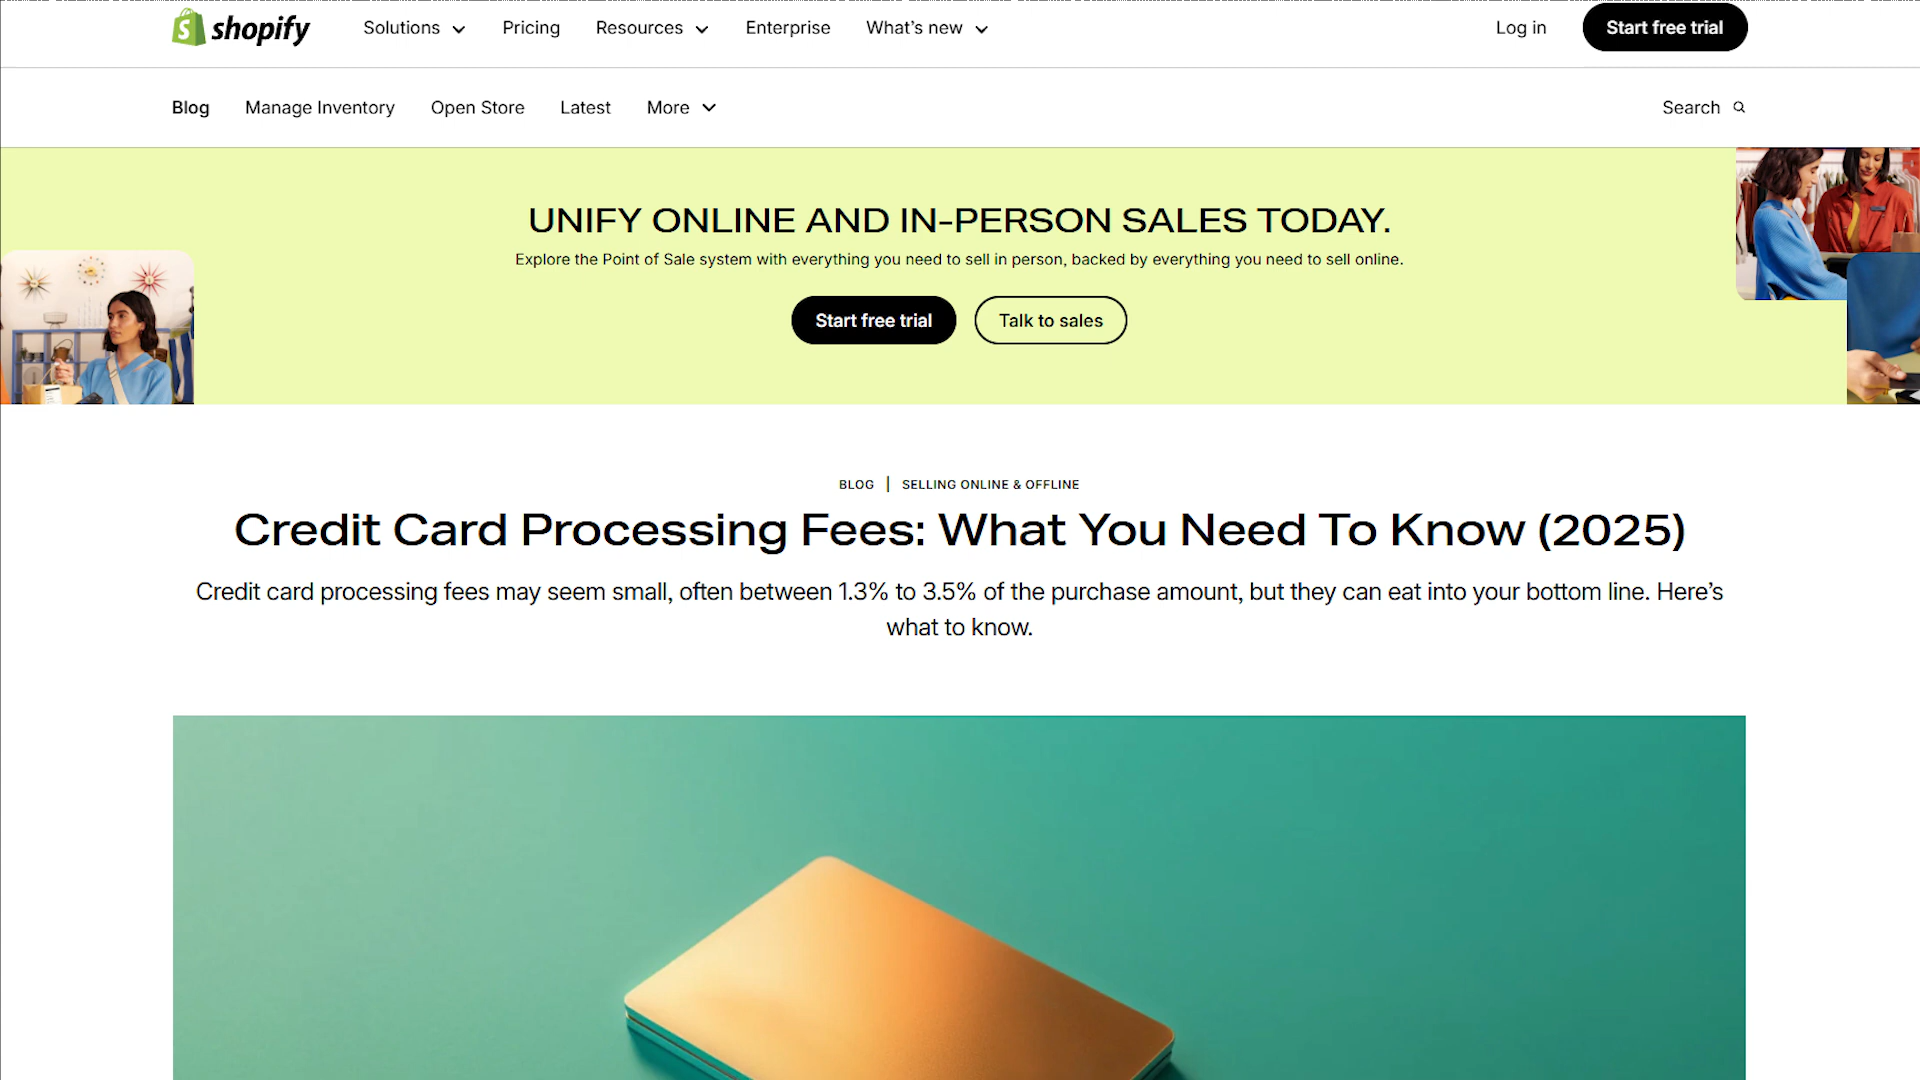 shopify
Solutions
Pricing
Resources
Enterprise
What's new
Log in
Start free trial
Blog
Manage Inventory
Open Store
Latest
More
Search
UNIFY ONLINE AND IN-PERSON SALES TODAY.
Explore the Point of Sale system with everything you need to sell in person, backed by everything you need to sell online.
Start free trial
Talk to sales
BLOG | SELLING ONLINE & OFFLINE
Credit Card Processing Fees: What You Need To Know (2025)
Credit card processing fees may seem small, often between 1.3% to 3.5% of the purchase amount, but they can eat into your bottom line. Here’s
what to know.